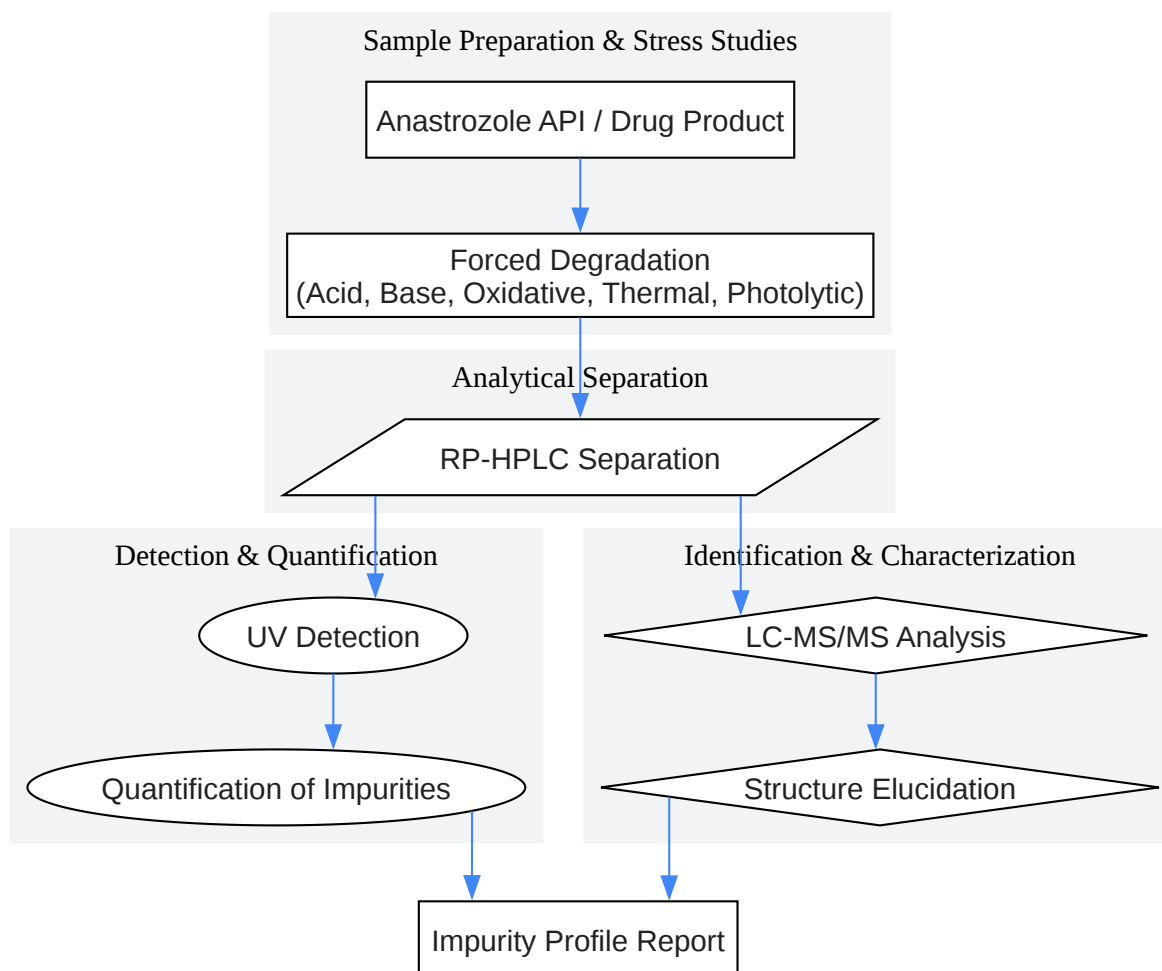 Sample Preparation & Stress Studies
Anastrozole API / Drug Product
Forced Degradation
(Acid, Base, Oxidative, Thermal, Photolytic)
Analytical Separation
RP-HPLC Separation
Detection & Quantification
UV Detection
Quantification of Impurities
Identification & Characterization
LC-MS/MS Analysis
Structure Elucidation
Impurity Profile Report